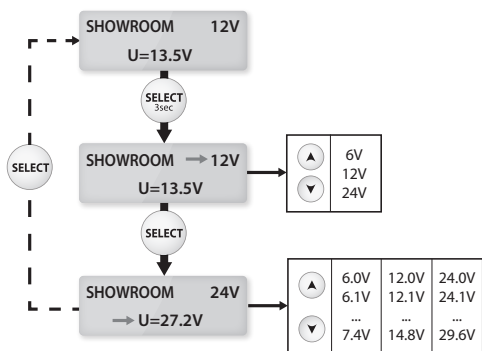 SHOWROOM 12V
U=13.5V
SELECT
3sec
SHOWROOM → 12V
U=13.5V
6V
12V
24V
SELECT
SELECT
SHOWROOM 24V
→ U=27.2V
6.0V 12.0V 24.0V
6.1V 12.1V 24.1V
... ... ...
7.4V 14.8V 29.6V